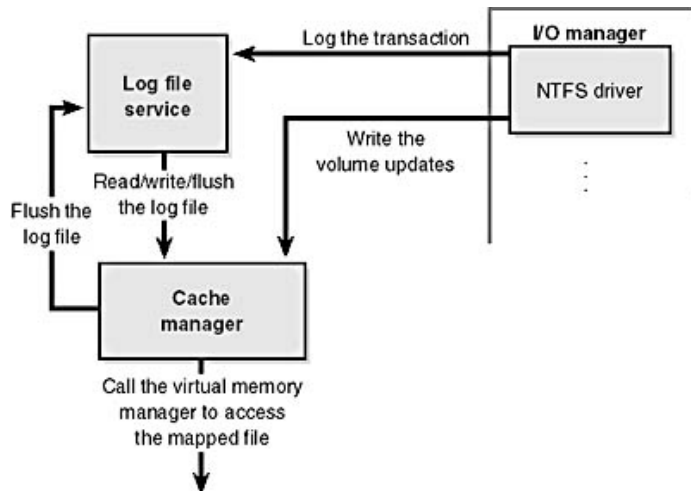 Log the transaction
I/O manager
Log file
service
NTFS driver
Write the
volume updates
Read/write/flush
the log file
Flush the
log file
Cache
manager
Call the virtual memory
manager to access
the mapped file